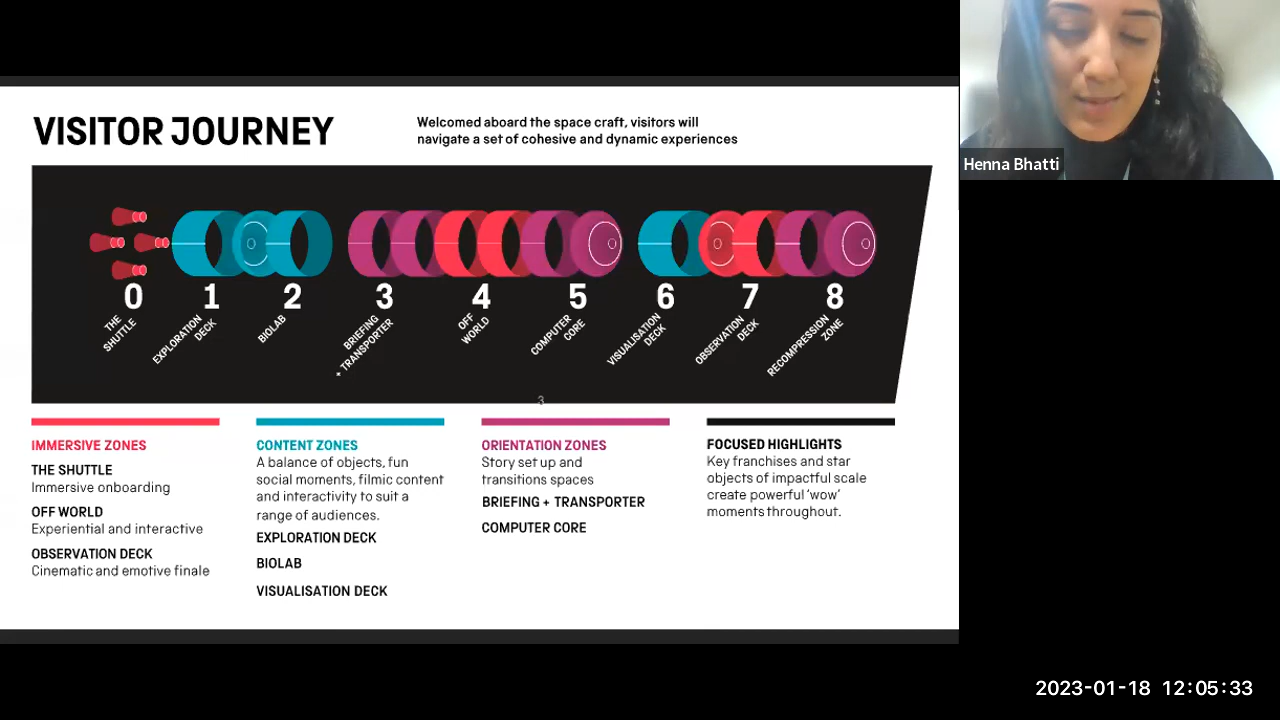 VISITOR JOURNEY
Welcomed aboard the space craft, visitors will
navigate a set of cohesive and dynamic experiences
Henna Bhatti
0
1
2
3
4
5
6
7
8
THE
SHUTTLE
EXPLORATION
DECK
BIOLAB
BRIEFING
+ TRANSPORTER
OFF
WORLD
COMPUTER
CORE
VISUALISATION
DECK
OBSERVATION
DECK
RECOMPRESSION
ZONE
3
IMMERSIVE ZONES
THE SHUTTLE
Immersive onboarding
OFF WORLD
Experiential and interactive
OBSERVATION DECK
Cinematic and emotive finale
CONTENT ZONES
A balance of objects, fun
social moments, filmic content
and interactivity to suit a
range of audiences.
EXPLORATION DECK
BIOLAB
VISUALISATION DECK
ORIENTATION ZONES
Story set up and
transitions spaces
BRIEFING + TRANSPORTER
COMPUTER CORE
FOCUSED HIGHLIGHTS
Key franchises and star
objects of impactful scale
create powerful 'wow'
moments throughout.
2023-01-18 12:05:33